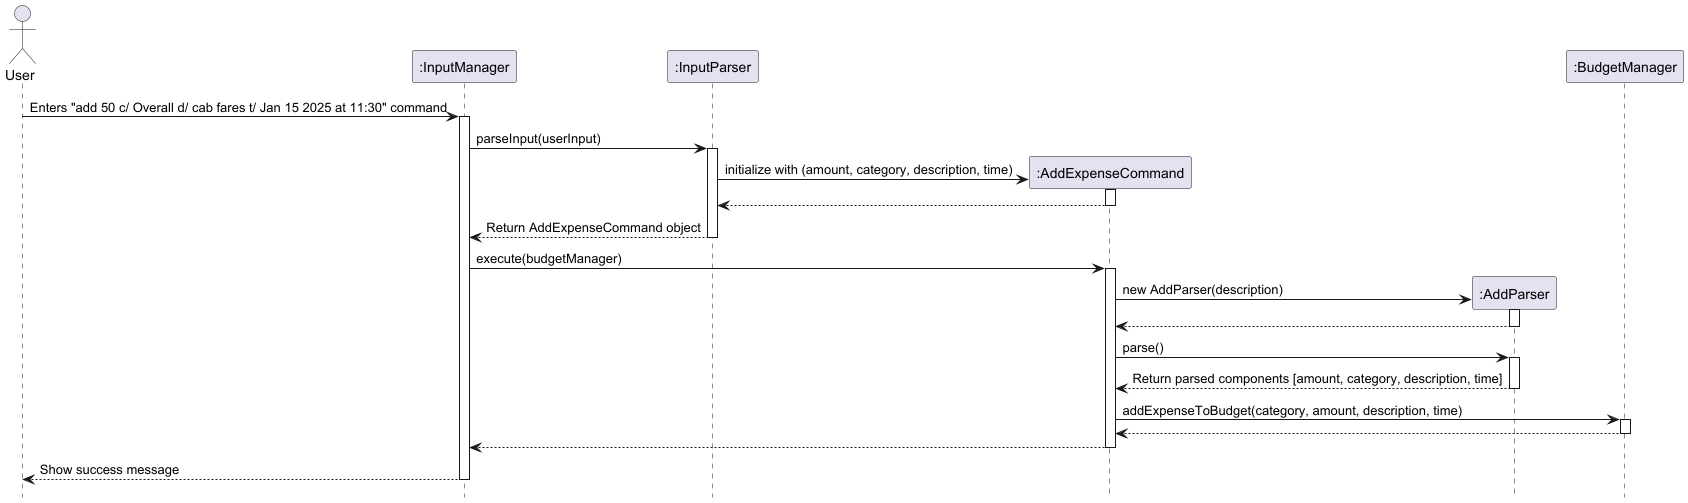 User
:InputManager
:InputParser
:BudgetManager
Enters "add 50 c/ Overall d/ cab fares t/ Jan 15 2025 at 11:30" command
parseInput(userInput)
initialize with (amount, category, description, time)
:AddExpenseCommand
Return AddExpenseCommand object
execute(budgetManager)
new AddParser(description)
:AddParser
parse()
Return parsed components [amount, category, description, time]
addExpenseToBudget(category, amount, description, time)
Show success message